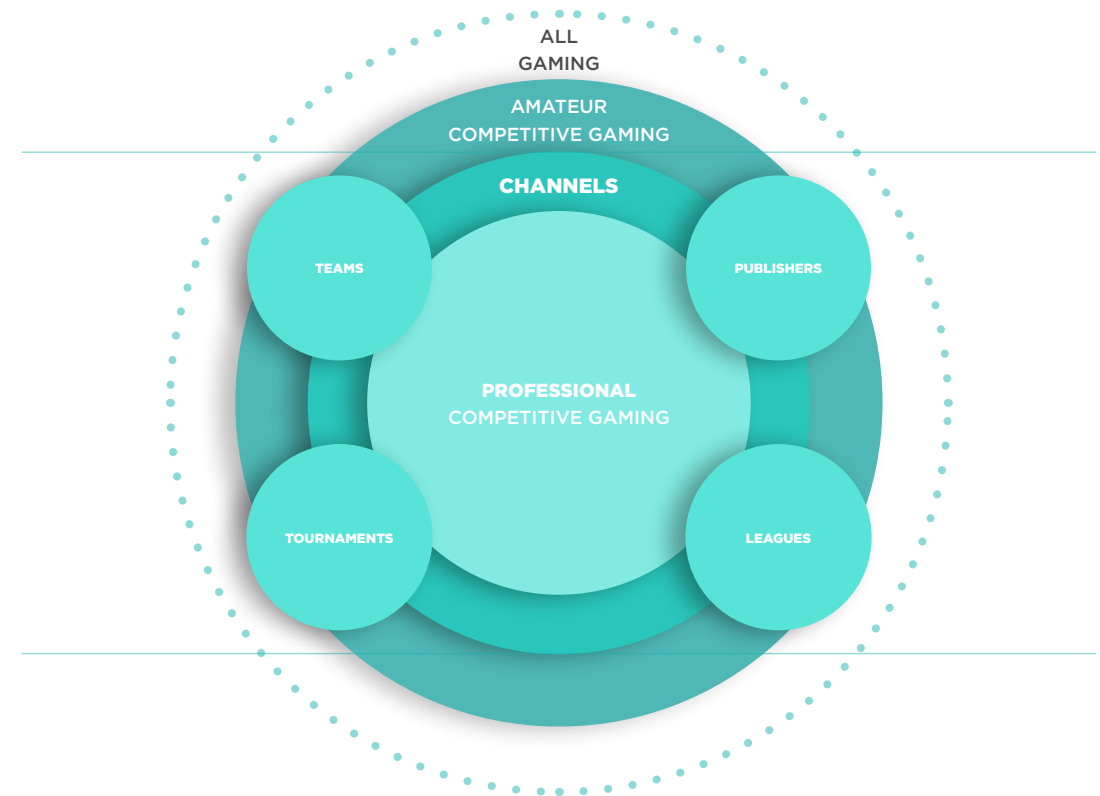 ALL
GAMING
AMATEUR
COMPETITIVE GAMING
CHANNELS
TEAMS
PUBLISHERS
PROFESSIONAL
COMPETITIVE GAMING
TOURNAMENTS
LEAGUES